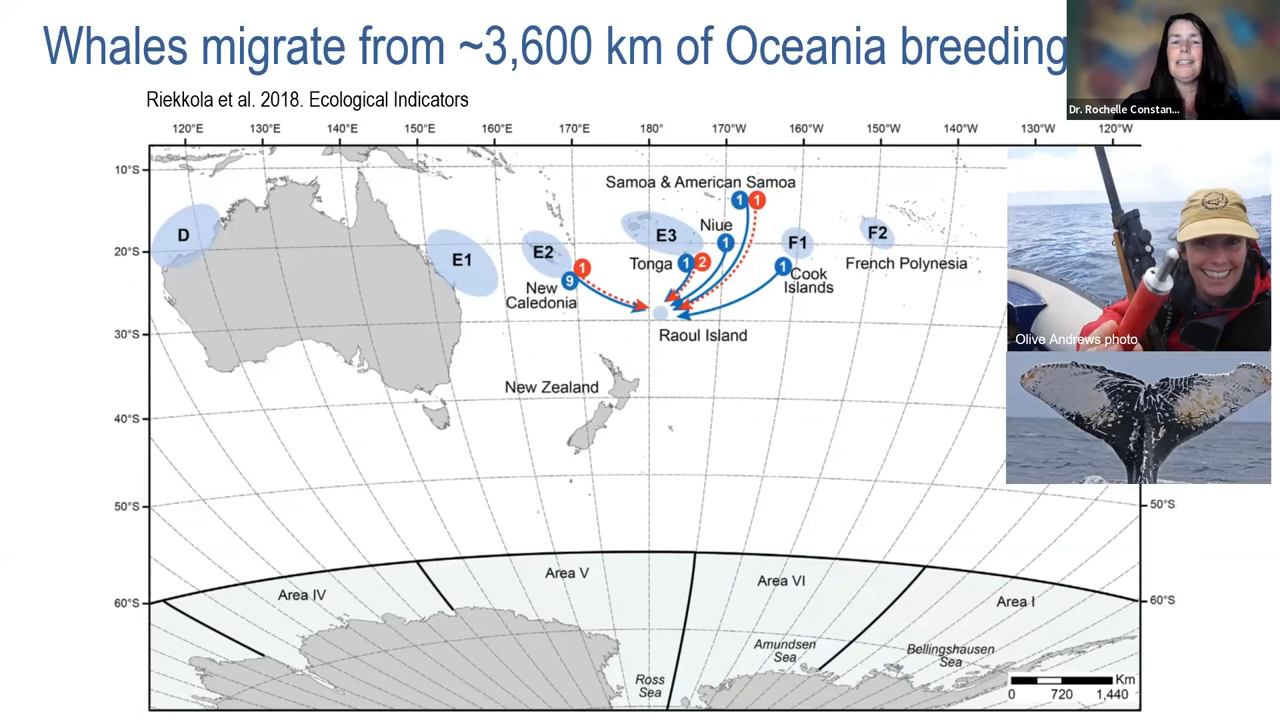 Whales migrate from ~3,600 km of Oceania breeding
Dr. Rochelle Constan...
Riekkola et al. 2018. Ecological Indicators
120°E 130°E 140°E 150°E 160°E 170°E 180° 170°W 160°W 150°W 140°W 130°W 120°W
10°S
Samoa & American Samoa
1 1
D
E1
E2
E3
Niue
1
F1
F2
20°S
Tonga 1 2
1
Cook
Islands
French Polynesia
1
9
New
Caledonia
30°S
Raoul Island
Olive Andrews photo
New Zealand
40°S
50°S
50°S
Area IV
Area V
Area VI
Area I
60°S
60°S
Amundsen
Sea
Bellingshausen
Sea
Ross
Sea
Km
0 720 1,440